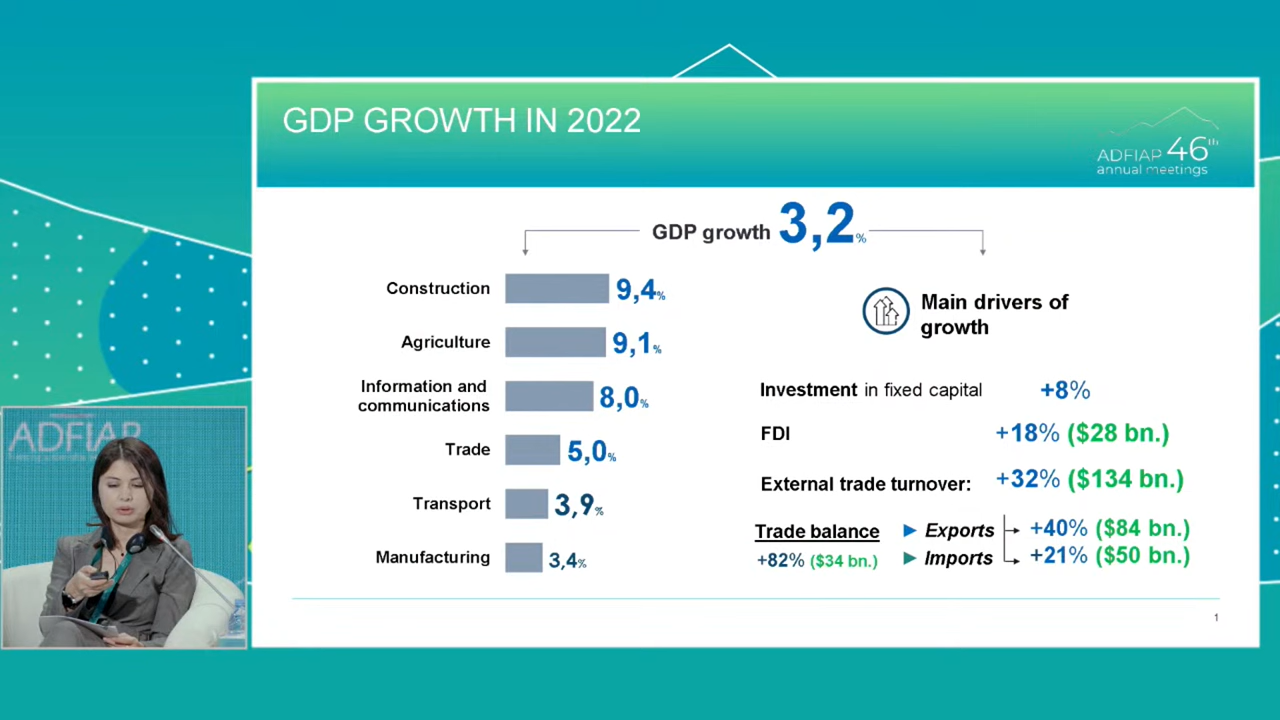 GDP GROWTH IN 2022
ADFIAP 46th
annual meetings
GDP growth 3,2%
Construction 9,4%
Agriculture 9,1%
Information and
communications 8,0%
Trade 5,0%
Transport 3,9%
Manufacturing 3,4%
Main drivers of
growth
Investment in fixed capital +8%
FDI +18% ($28 bn.)
External trade turnover: +32% ($134 bn.)
Trade balance
+82% ($34 bn.)
Exports +40% ($84 bn.)
Imports +21% ($50 bn.)
1
ADFIAP